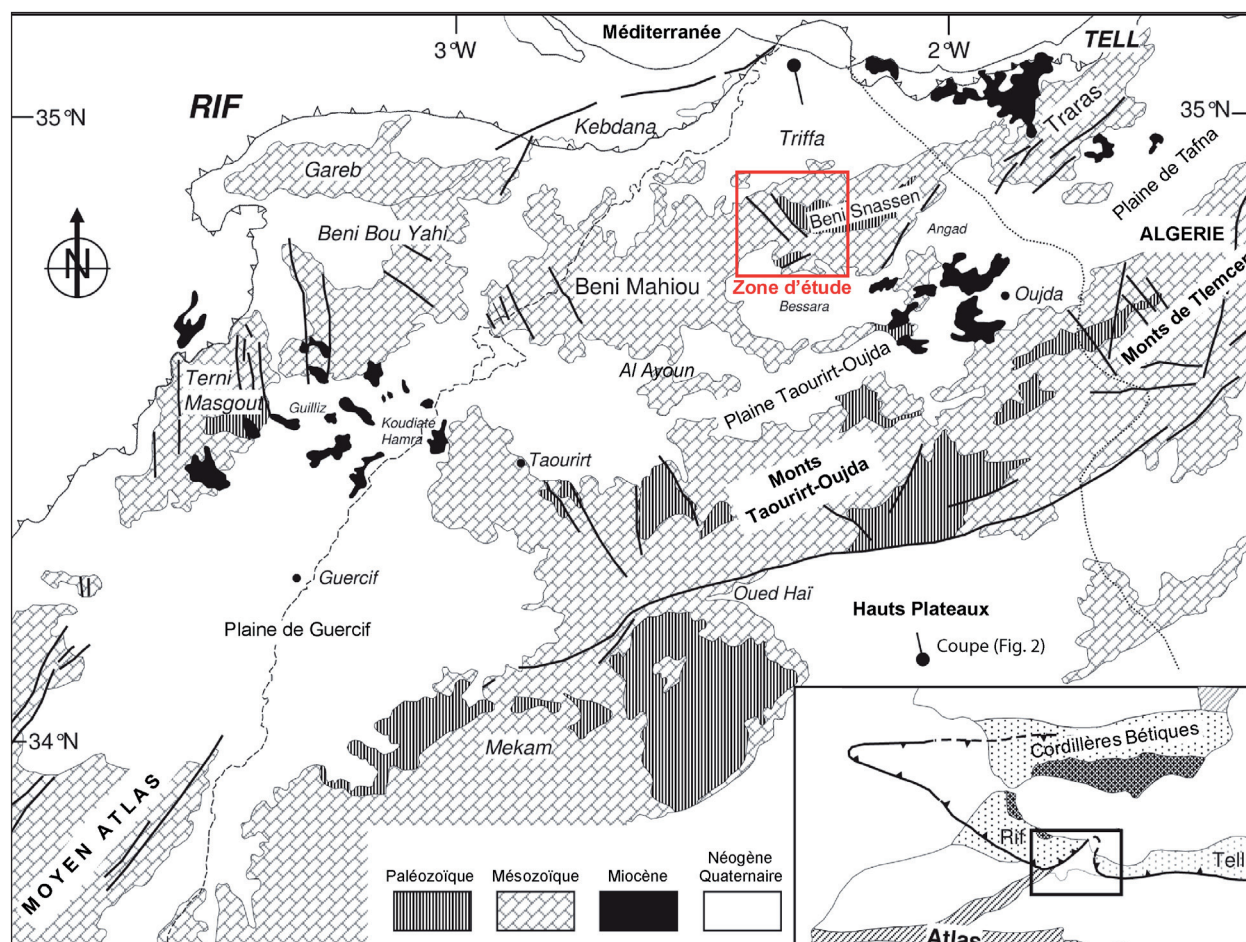 Méditerranée
3°W
2°W
TELL
RIF
35°N
35°N
Kebdana
Triffa
Traras
Plaine de Tafna
Gareb
Beni Snassen
N
Beni Bou Yahi
Angad
ALGERIE
Beni Mahiou
Zone d'étude
Bessara
Oujda
Monts de Tlemcen
Al Ayoun
Plaine Taourirt-Oujda
Terni
Masgout
Guilliz
Koudiate
Hamra
Taourirt
Monts
Taourirt-Oujda
Guercif
Oued Haï
Hauts Plateaux
Plaine de Guercif
Coupe (Fig. 2)
34°N
Mekam
MOYEN ATLAS
Cordillères Bétiques
Rif
Tell
Atlas
Paléozoïque
Mésozoïque
Miocène
Néogène
Quaternaire